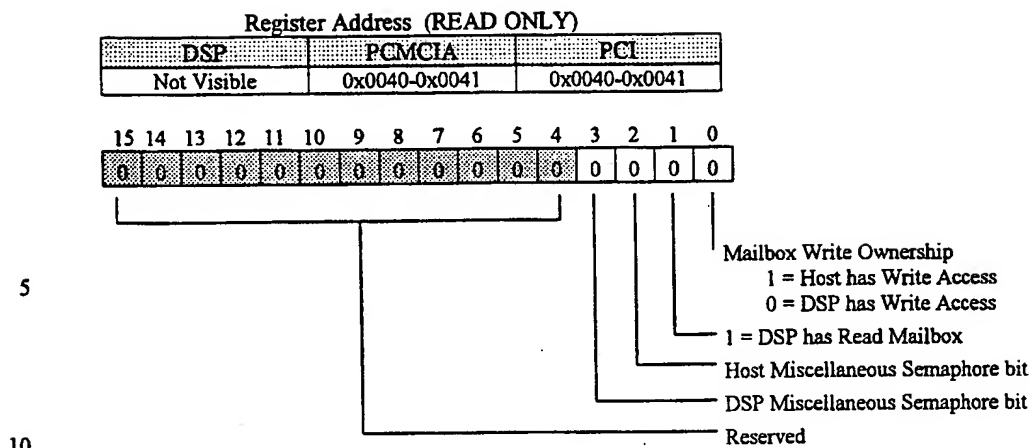 Register Address (READ ONLY)
DSP PCMCIA PCI
Not Visible 0x0040-0x0041 0x0040-0x0041
15 14 13 12 11 10 9 8 7 6 5 4 3 2 1 0
0 0 0 0 0 0 0 0 0 0 0 0 0 0 0 0
Mailbox Write Ownership
5 1 = Host has Write Access
0 = DSP has Write Access
1 = DSP has Read Mailbox
Host Miscellaneous Semaphore bit
DSP Miscellaneous Semaphore bit
10 Reserved